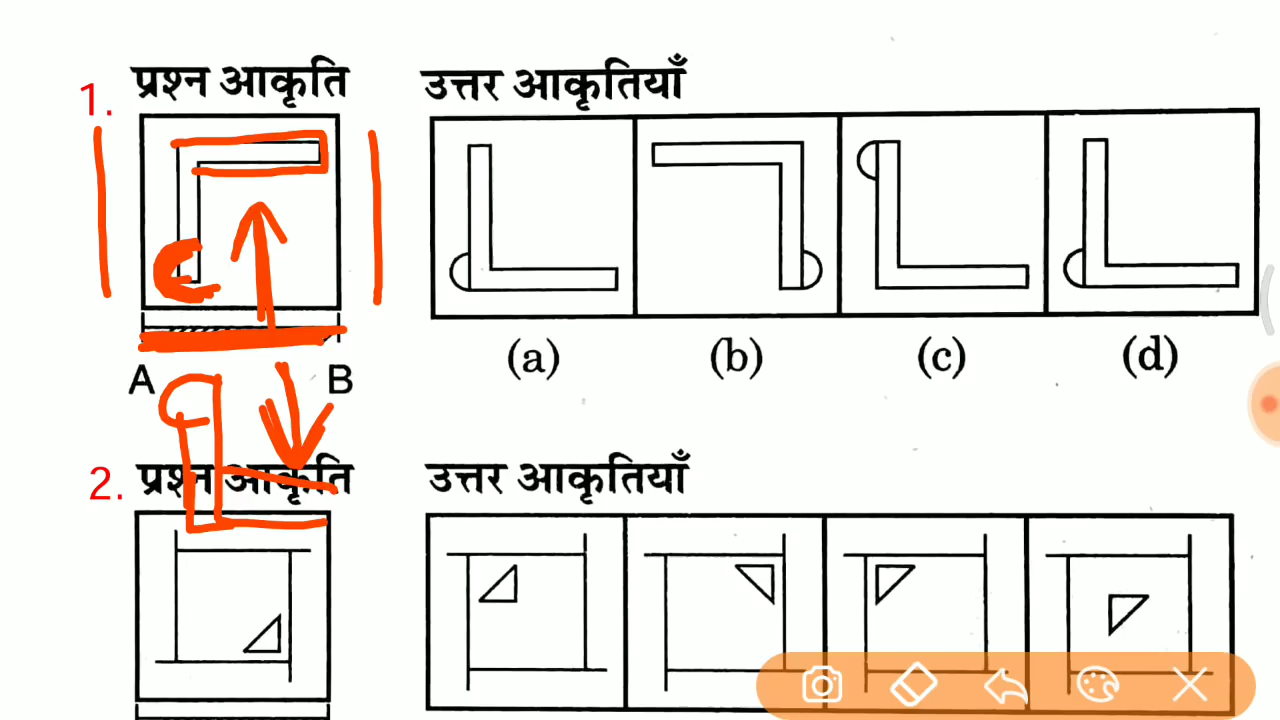 1. प्रश्न आकृति उत्तर आकृतियाँ
A B (a) (b) (c) (d)
2. प्रश्न आकृति उत्तर आकृतियाँ